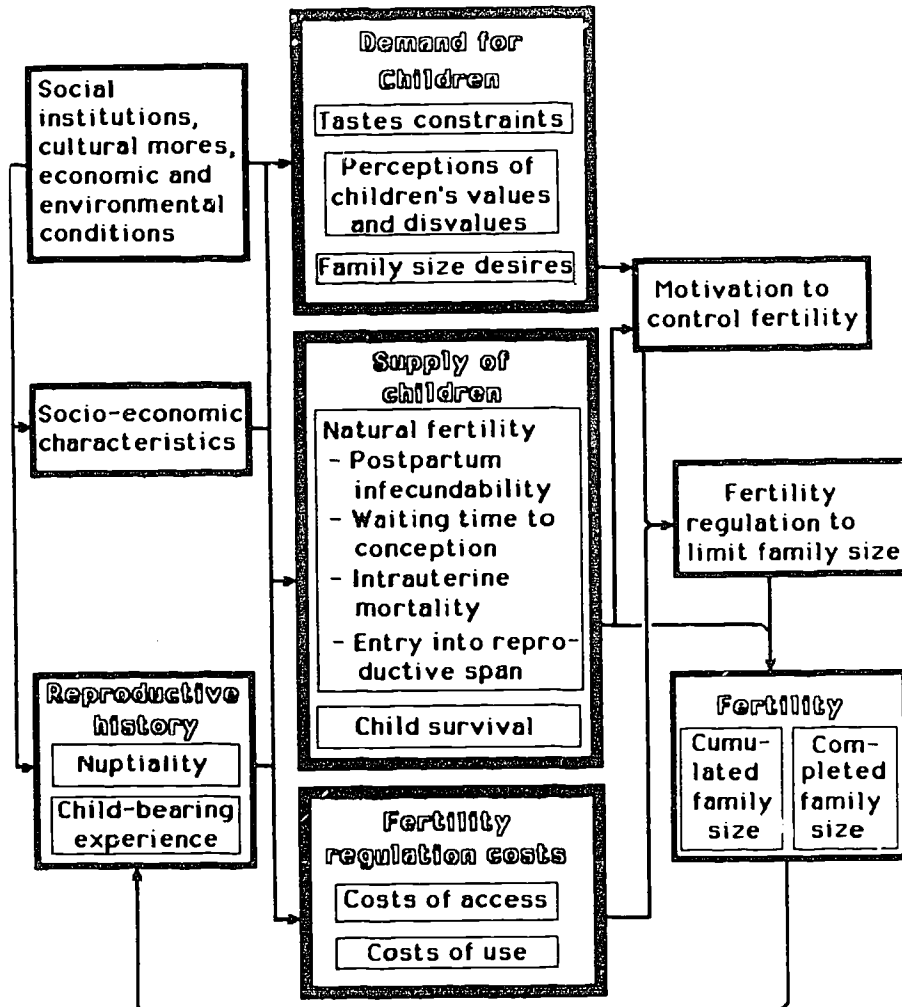 Social
institutions,
cultural mores,
economic and
environmental
conditions
Socio-economic
characteristics
Reproductive
history
Nuptiality
Child-bearing
experience
Demand for
Children
Tastes constraints
Perceptions of
children's values
and disvalues
Family size desires
Supply of
children
Natural fertility
- Postpartum
infecundability
- Waiting time to
conception
- Intrauterine
mortality
- Entry into repro-
ductive span
Child survival
Fertility
regulation costs
Costs of access
Costs of use
Motivation to
control fertility
Fertility
regulation to
limit family size
Fertility
Cumu-
lated
family
size
Com-
pleted
family
size